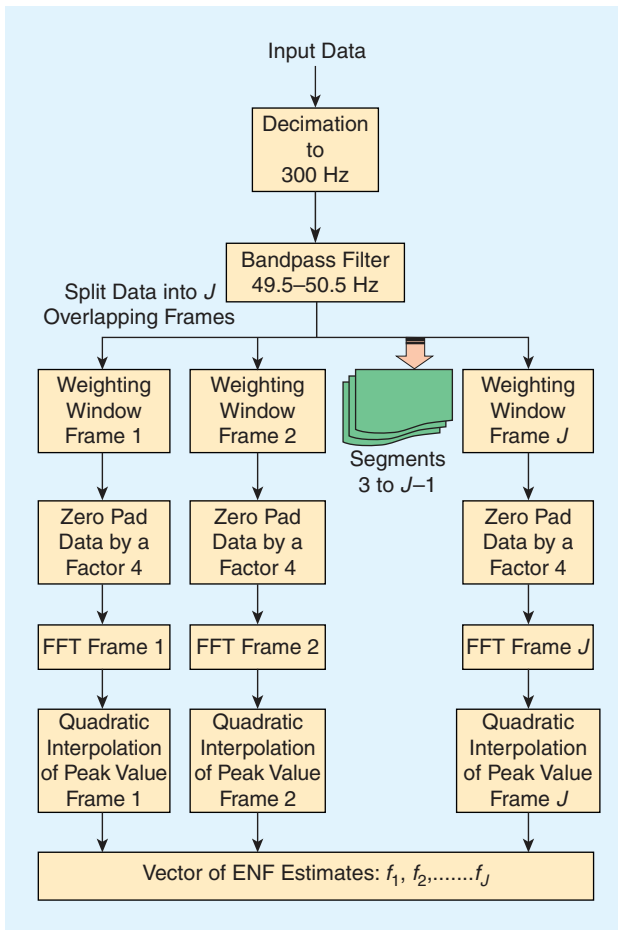 Input Data
Decimation
to
300 Hz
Bandpass Filter
49.5–50.5 Hz
Split Data into J
Overlapping Frames
Weighting
Window
Frame 1
Weighting
Window
Frame 2
Segments
3 to J–1
Weighting
Window
Frame J
Zero Pad
Data by a
Factor 4
Zero Pad
Data by a
Factor 4
Zero Pad
Data by a
Factor 4
FFT Frame 1
FFT Frame 2
FFT Frame J
Quadratic
Interpolation
of Peak Value
Frame 1
Quadratic
Interpolation
of Peak Value
Frame 2
Quadratic
Interpolation
of Peak Value
Frame J
Vector of ENF Estimates: f1, f2,.......fJ